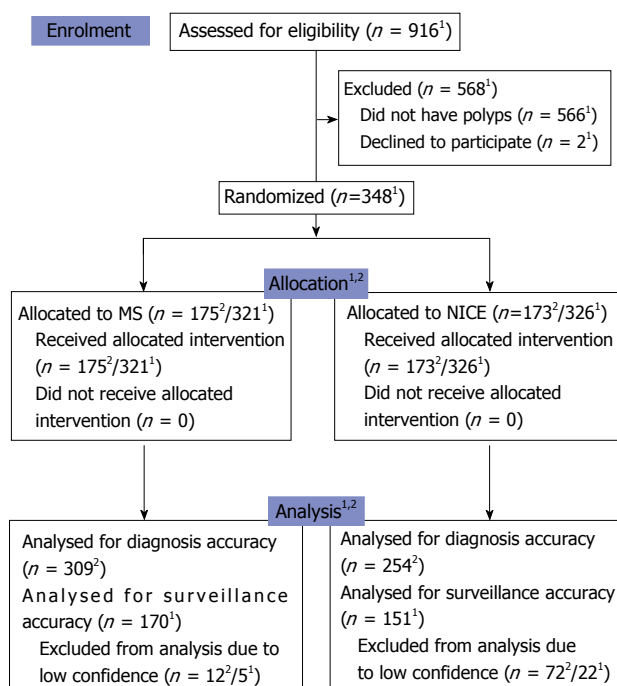 Enrolment
Assessed for eligibility (n = 916¹)
Excluded (n = 568¹)
Did not have polyps (n = 566¹)
Declined to participate (n = 2¹)
Randomized (n=348¹)
Allocation¹,²
Allocated to MS (n = 175²/321¹)
Received allocated intervention
(n = 175²/321¹)
Did not receive allocated
intervention (n = 0)
Allocated to NICE (n=173²/326¹)
Received allocated intervention
(n = 173²/326¹)
Did not receive allocated
intervention (n = 0)
Analysis¹,²
Analysed for diagnosis accuracy
(n = 309²)
Analysed for surveillance
accuracy (n = 170¹)
Excluded from analysis due to
low confidence (n = 12²/5¹)
Analysed for diagnosis accuracy
(n = 254²)
Analysed for surveillance accuracy
(n = 151¹)
Excluded from analysis due
to low confidence (n = 72²/22¹)